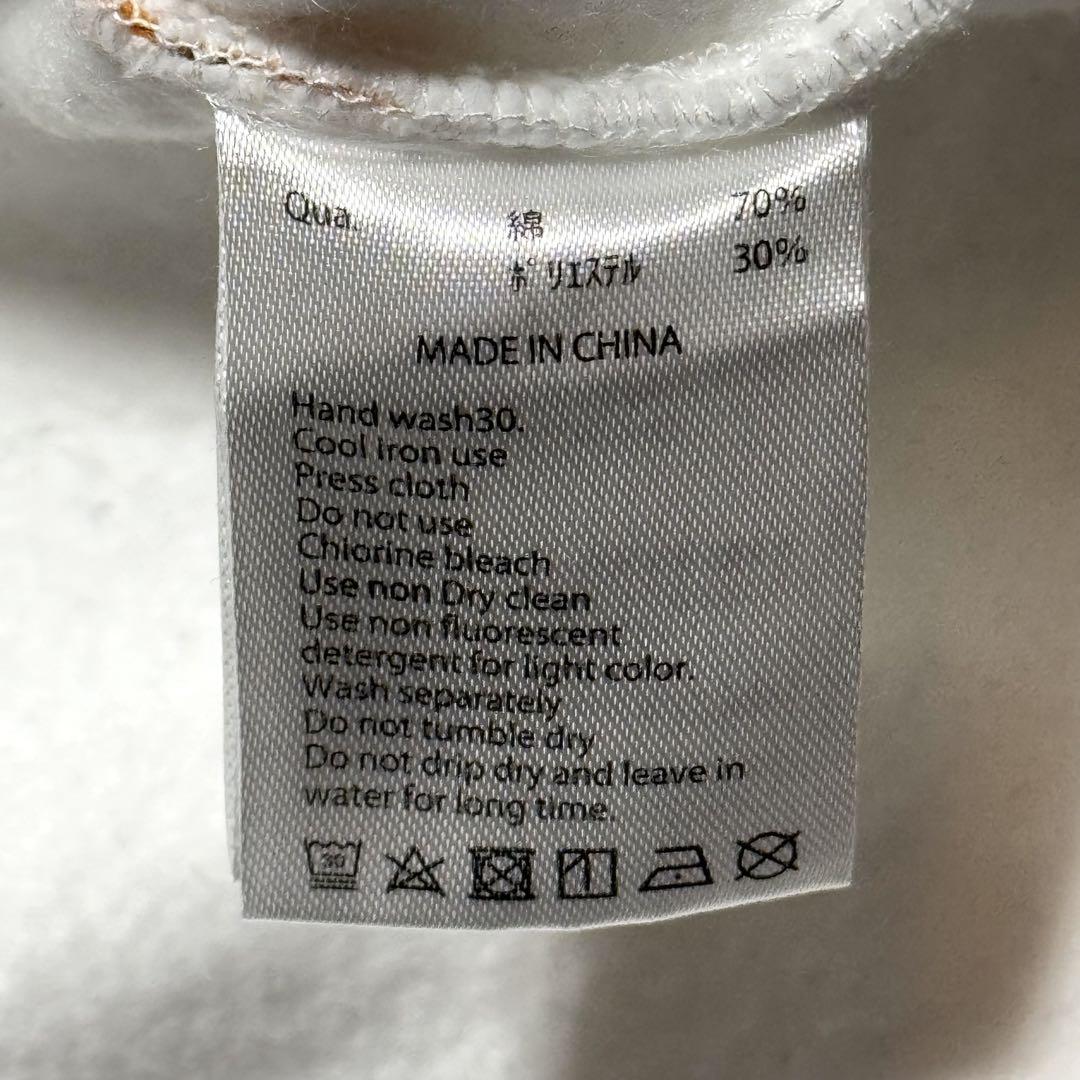 Qua. 綿 70%
ポリエステル 30%
MADE IN CHINA
Hand wash30.
Cool iron use
Press cloth
Do not use
Chlorine bleach
Use non Dry clean
Use non fluorescent
detergent for light color.
Wash separately
Do not tumble dry
Do not drip dry and leave in
water for long time.
30